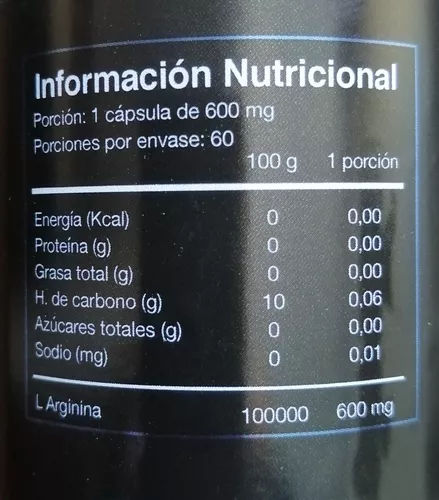 Información Nutricional
Porción: 1 cápsula de 600 mg
Porciones por envase: 60
100 g 1 porción
Energía (Kcal) 0 0,00
Proteína (g) 0 0,00
Grasa total (g) 0 0,00
H. de carbono (g) 10 0,06
Azúcares totales (g) 0 0,00
Sodio (mg) 0 0,01
L Arginina 100000 600 mg